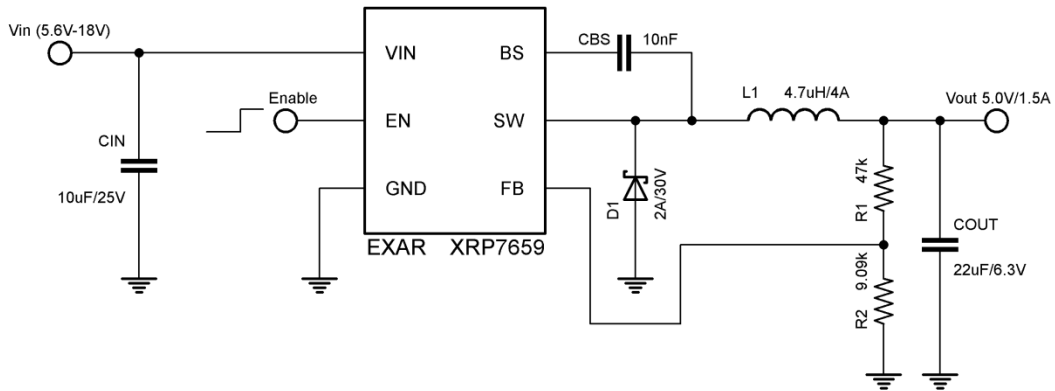 Vin (5.6V-18V)
CBS 10nF
VIN BS
L1 4.7uH/4A
Vout 5.0V/1.5A
Enable
EN SW
CIN
10uF/25V
GND FB
D1
2A/30V
47k
R1
COUT
22uF/6.3V
9.09k
R2
EXAR XRP7659